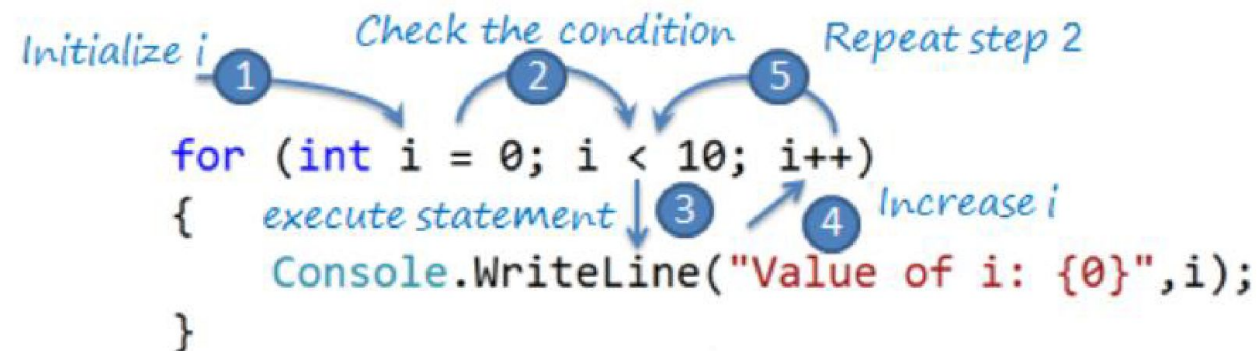 Initialize i 1 Check the condition 2 Repeat step 2 5
for (int i = 0; i < 10; i++)
{ execute statement 3 4 Increase i
Console.WriteLine("Value of i: {0}",i);
}